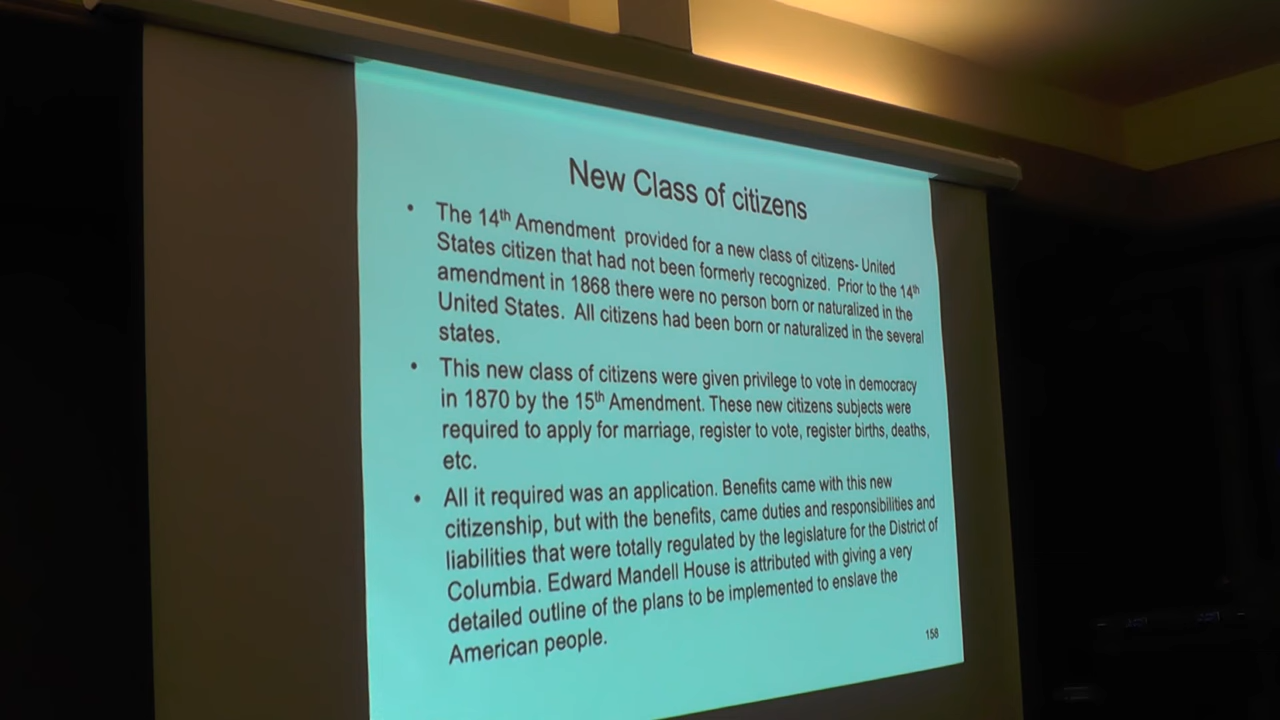 New Class of citizens
• The 14th Amendment provided for a new class of citizens- United
States citizen that had not been formerly recognized. Prior to the 14th
amendment in 1868 there were no person born or naturalized in the
United States. All citizens had been born or naturalized in the several
states.
• This new class of citizens were given privilege to vote in democracy
in 1870 by the 15th Amendment. These new citizens subjects were
required to apply for marriage, register to vote, register births, deaths,
etc.
• All it required was an application. Benefits came with this new
citizenship, but with the benefits, came duties and responsibilities and
liabilities that were totally regulated by the legislature for the District of
Columbia. Edward Mandell House is attributed with giving a very
detailed outline of the plans to be implemented to enslave the
American people.
158